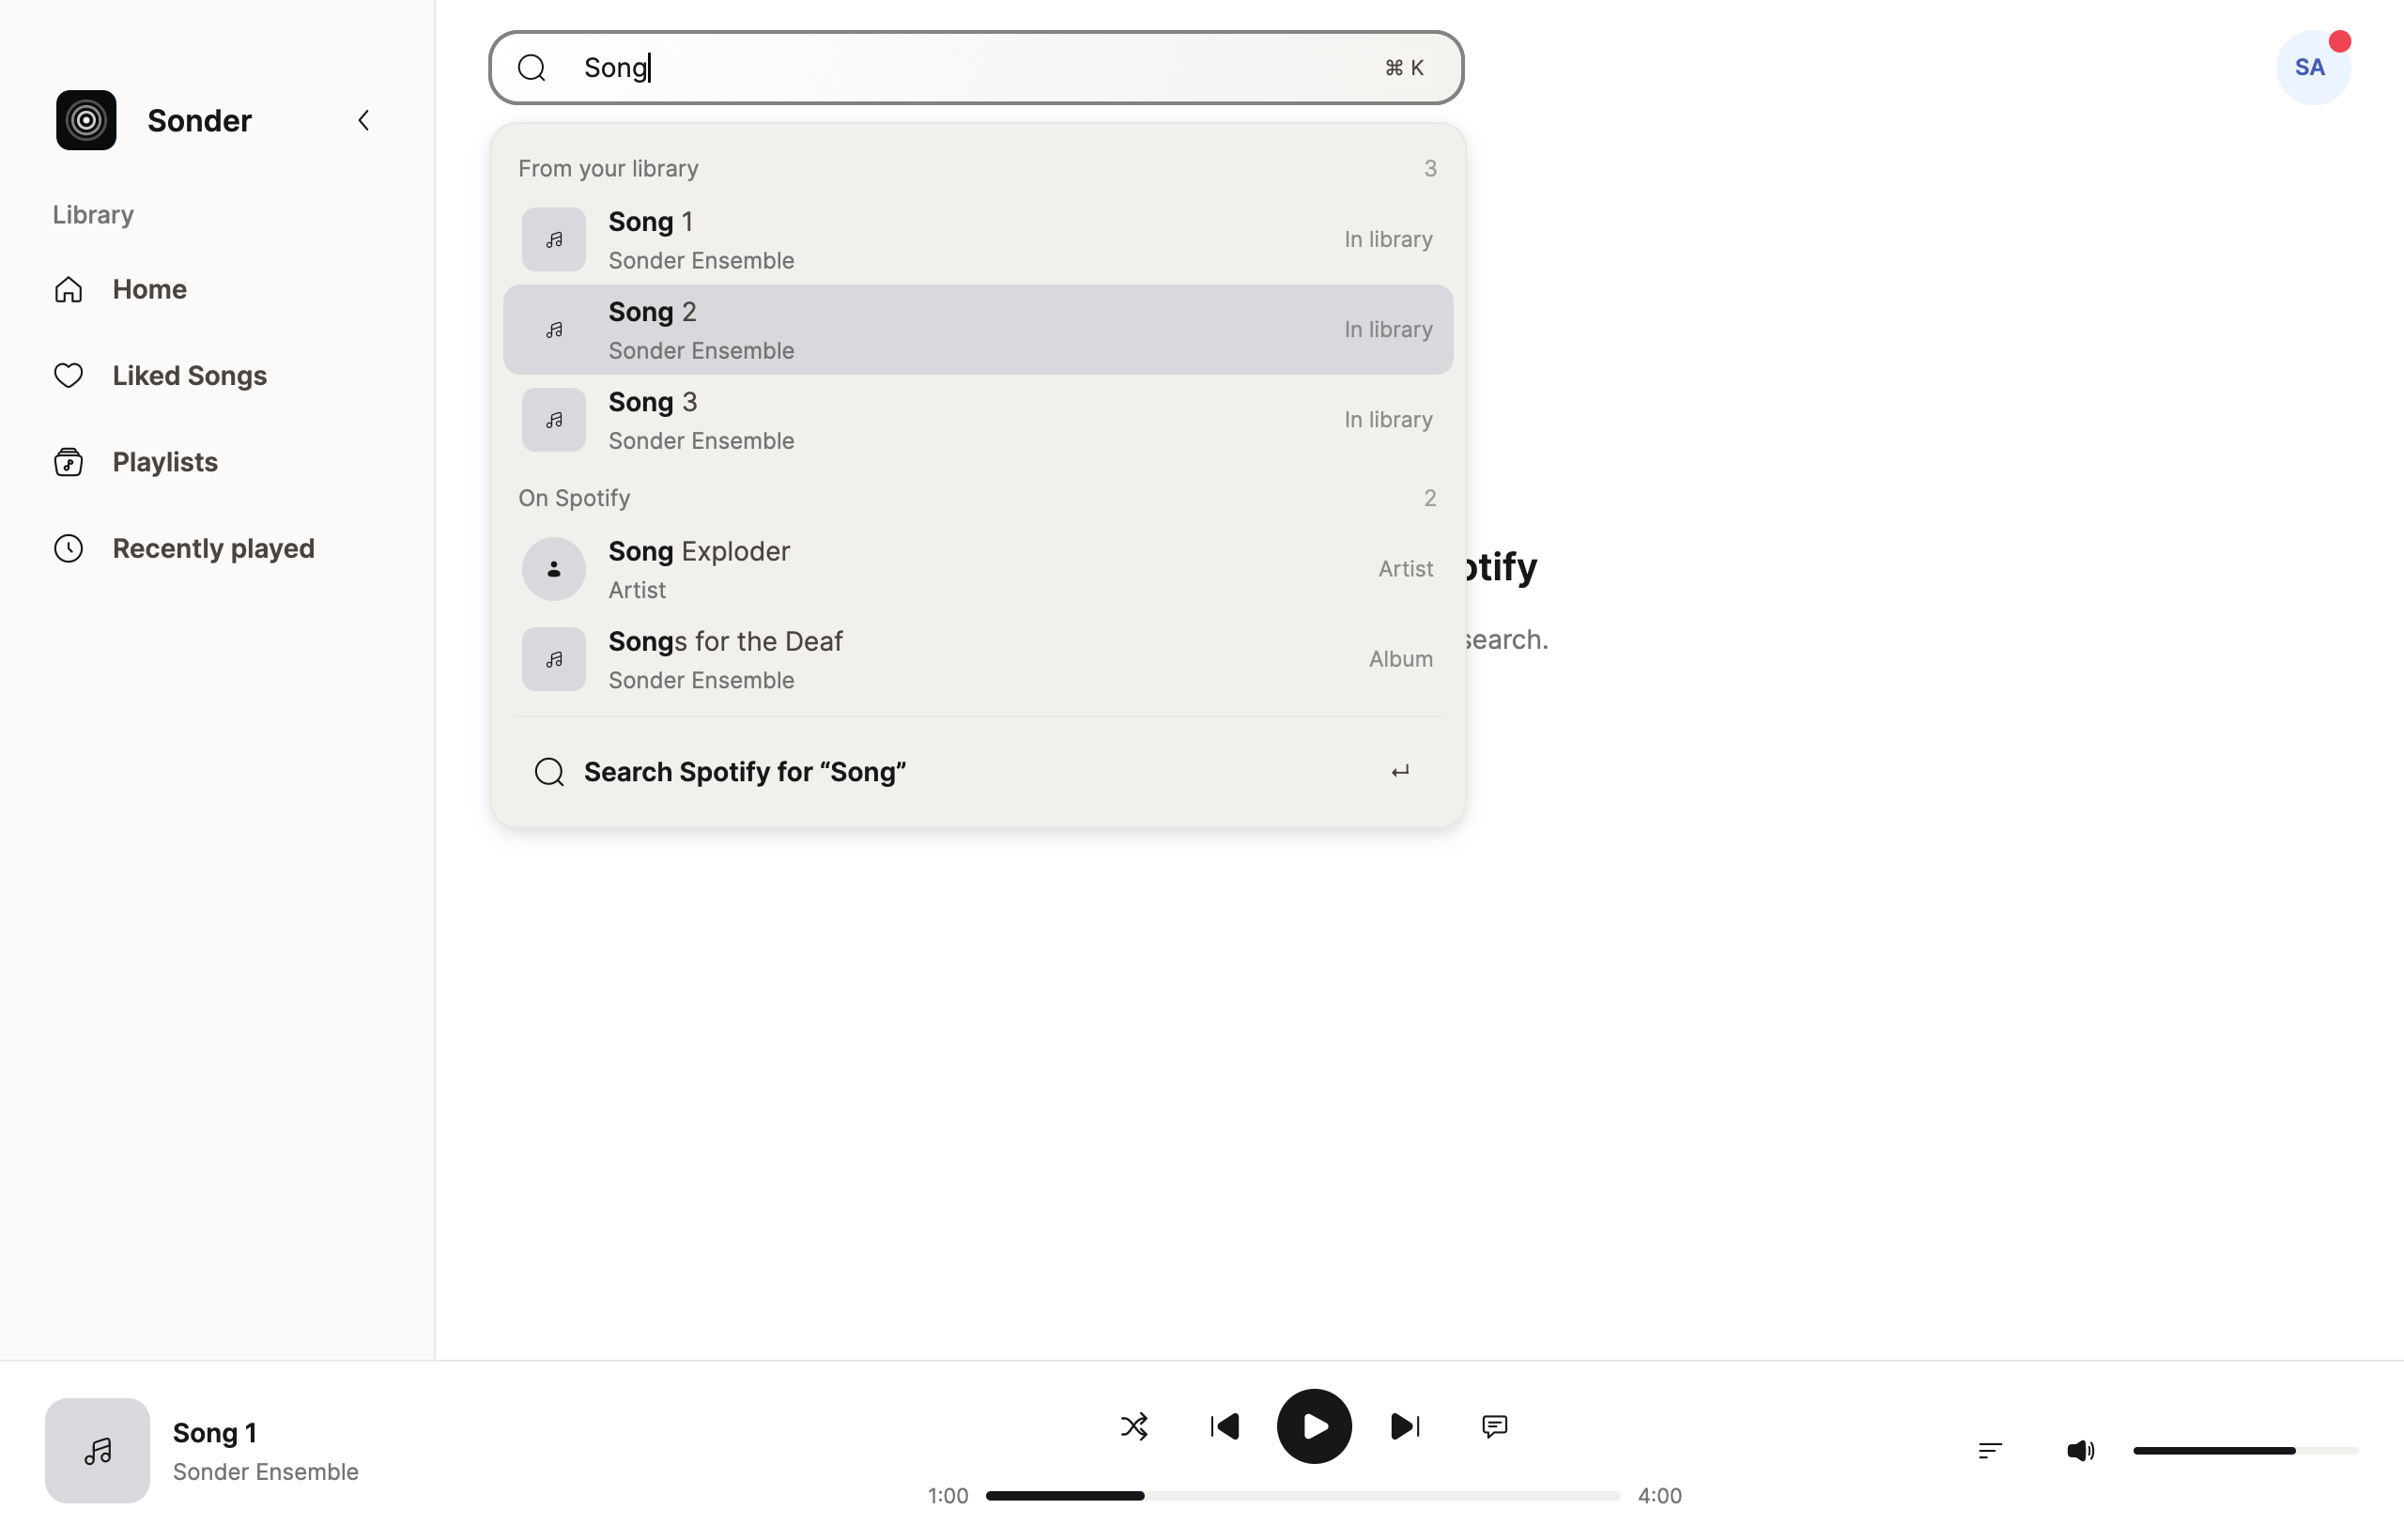 Song
⌘ K
SA
Sonder
Library
Home
Liked Songs
Playlists
Recently played
From your library
3
Song 1
Sonder Ensemble
In library
Song 2
Sonder Ensemble
In library
Song 3
Sonder Ensemble
In library
On Spotify
2
Song Exploder
Artist
Artist
Songs for the Deaf
Sonder Ensemble
Album
Search Spotify for “Song”
search.
Song 1
Sonder Ensemble
1:00
4:00